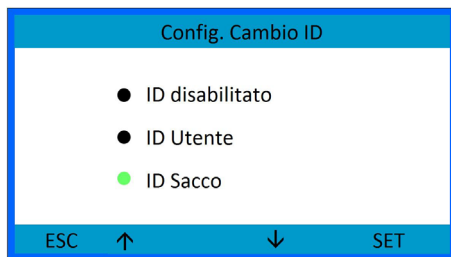 Config. Cambio ID
ID disabilitato
ID Utente
ID Sacco
ESC ↑ ↓ SET